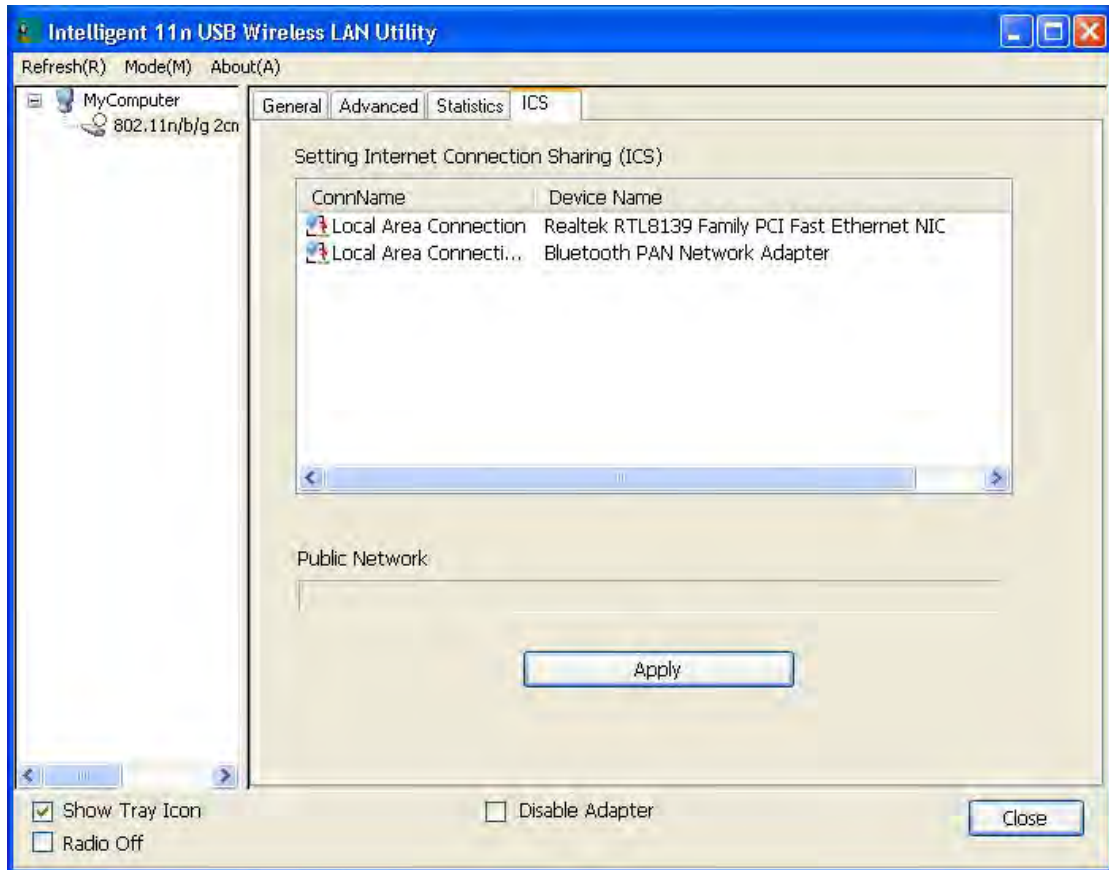 Intelligent 11n USB Wireless LAN Utility
Refresh(R) Mode(M) About(A)
MyComputer
802.11n/b/g 2cn
General Advanced Statistics ICS
Setting Internet Connection Sharing (ICS)
ConnName Device Name
Local Area Connection Realtek RTL8139 Family PCI Fast Ethernet NIC
Local Area Connecti... Bluetooth PAN Network Adapter
Public Network
Apply
Show Tray Icon Disable Adapter Close
Radio Off